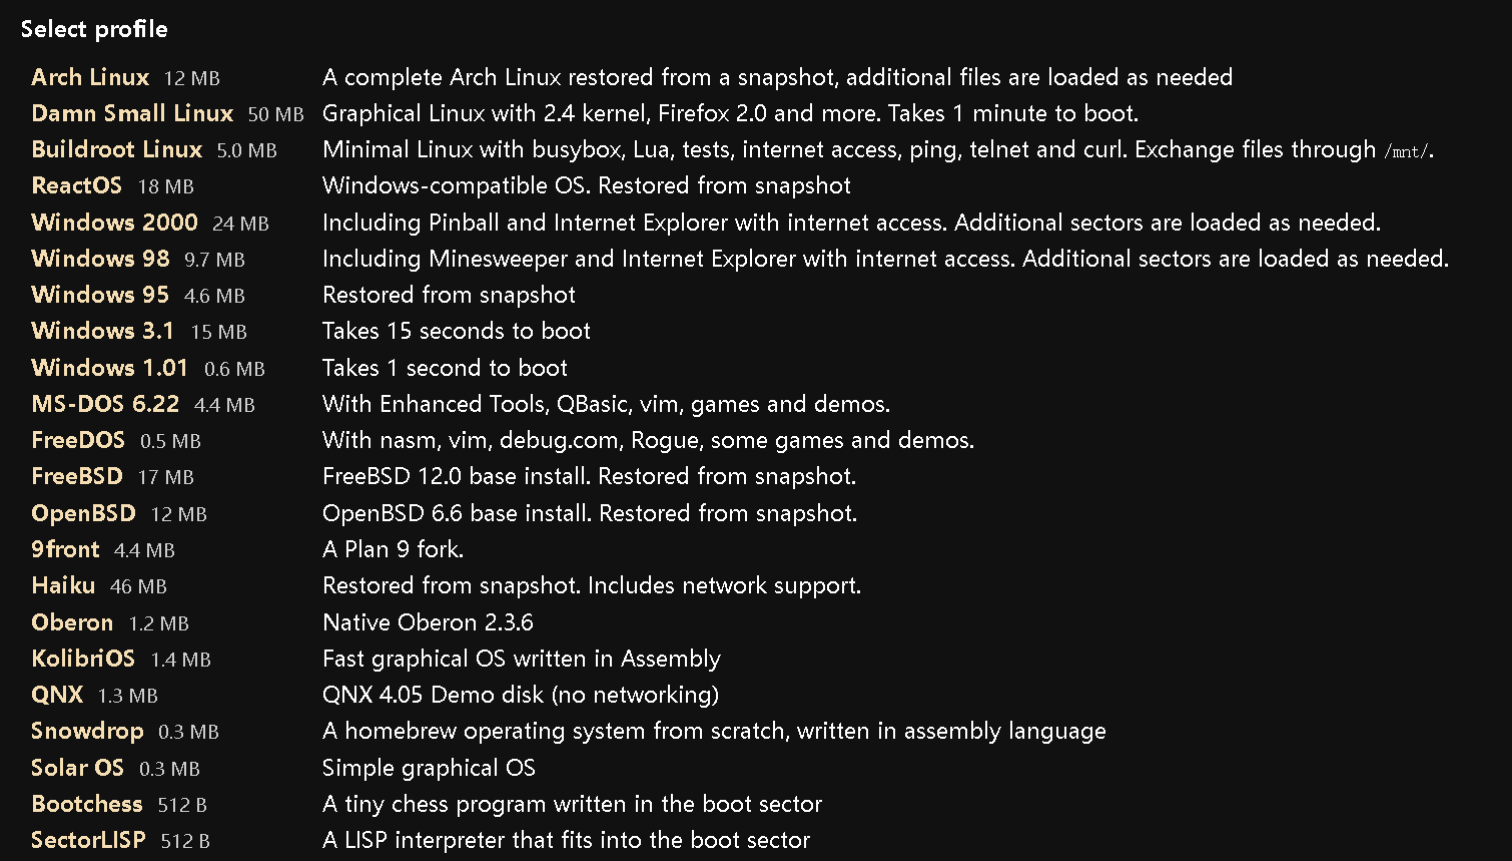 Select profile
Arch Linux 12 MB A complete Arch Linux restored from a snapshot, additional files are loaded as needed
Damn Small Linux 50 MB Graphical Linux with 2.4 kernel, Firefox 2.0 and more. Takes 1 minute to boot.
Buildroot Linux 5.0 MB Minimal Linux with busybox, Lua, tests, internet access, ping, telnet and curl. Exchange files through /mnt/.
ReactOS 18 MB Windows-compatible OS. Restored from snapshot
Windows 2000 24 MB Including Pinball and Internet Explorer with internet access. Additional sectors are loaded as needed.
Windows 98 9.7 MB Including Minesweeper and Internet Explorer with internet access. Additional sectors are loaded as needed.
Windows 95 4.6 MB Restored from snapshot
Windows 3.1 15 MB Takes 15 seconds to boot
Windows 1.01 0.6 MB Takes 1 second to boot
MS-DOS 6.22 4.4 MB With Enhanced Tools, QBasic, vim, games and demos.
FreeDOS 0.5 MB With nasm, vim, debug.com, Rogue, some games and demos.
FreeBSD 17 MB FreeBSD 12.0 base install. Restored from snapshot.
OpenBSD 12 MB OpenBSD 6.6 base install. Restored from snapshot.
9front 4.4 MB A Plan 9 fork.
Haiku 46 MB Restored from snapshot. Includes network support.
Oberon 1.2 MB Native Oberon 2.3.6
KolibriOS 1.4 MB Fast graphical OS written in Assembly
QNX 1.3 MB QNX 4.05 Demo disk (no networking)
Snowdrop 0.3 MB A homebrew operating system from scratch, written in assembly language
Solar OS 0.3 MB Simple graphical OS
Bootchess 512 B A tiny chess program written in the boot sector
SectorLISP 512 B A LISP interpreter that fits into the boot sector